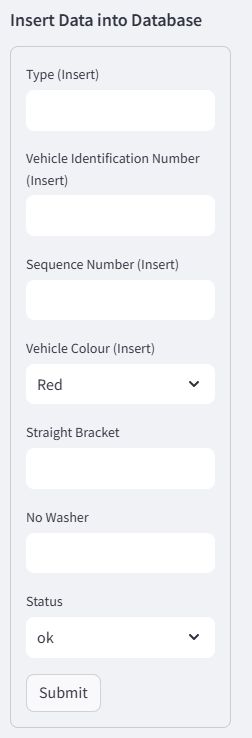 Insert Data into Database
Type (Insert)
Vehicle Identification Number
(Insert)
Sequence Number (Insert)
Vehicle Colour (Insert)
Red
Straight Bracket
No Washer
Status
ok
Submit